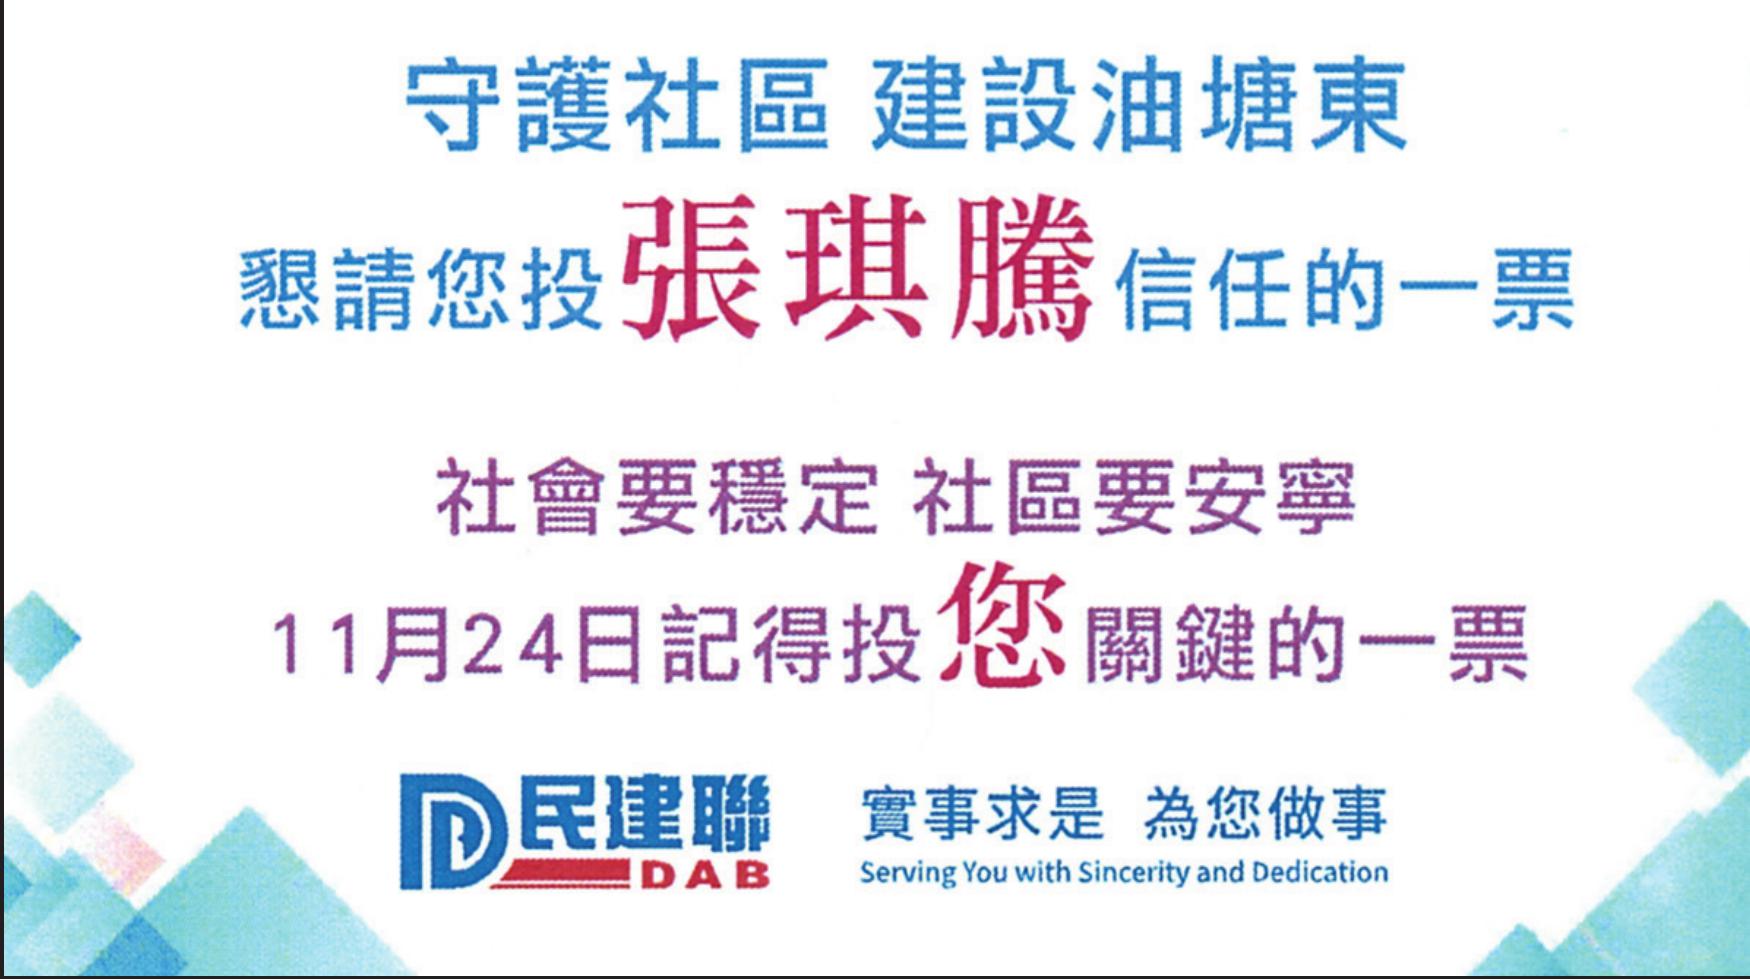 守護社區 建設油塘東
懇請您投張琪騰信任的一票
社會要穩定 社區要安寧
11月24日記得投您關鍵的一票
民建聯
DAB
實事求是 為您做事
Serving You with Sincerity and Dedication